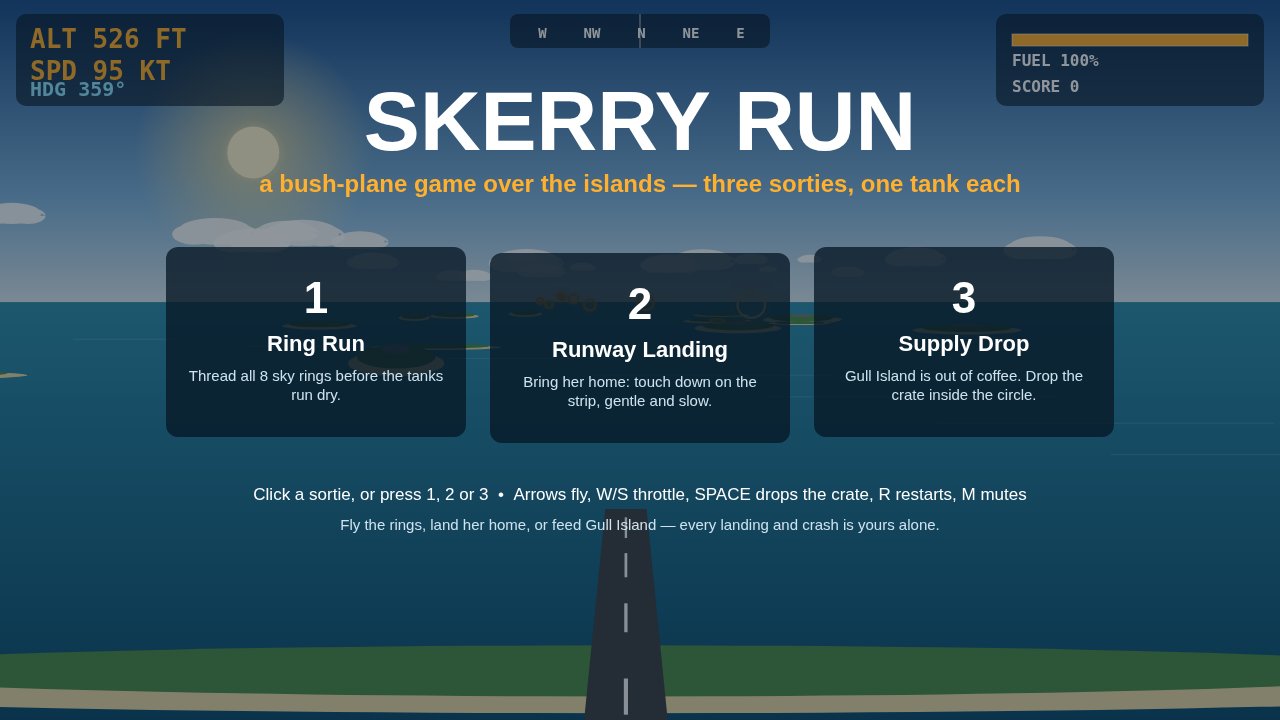 ALT 526 FT
SPD 95 KT
HDG 359°
W NW N NE E
FUEL 100%
SCORE 0
SKERRY RUN
a bush-plane game over the islands — three sorties, one tank each
1
Ring Run
Thread all 8 sky rings before the tanks
run dry.
2
Runway Landing
Bring her home: touch down on the
strip, gentle and slow.
3
Supply Drop
Gull Island is out of coffee. Drop the
crate inside the circle.
Click a sortie, or press 1, 2 or 3 • Arrows fly, W/S throttle, SPACE drops the crate, R restarts, M mutes
Fly the rings, land her home, or feed Gull Island — every landing and crash is yours alone.